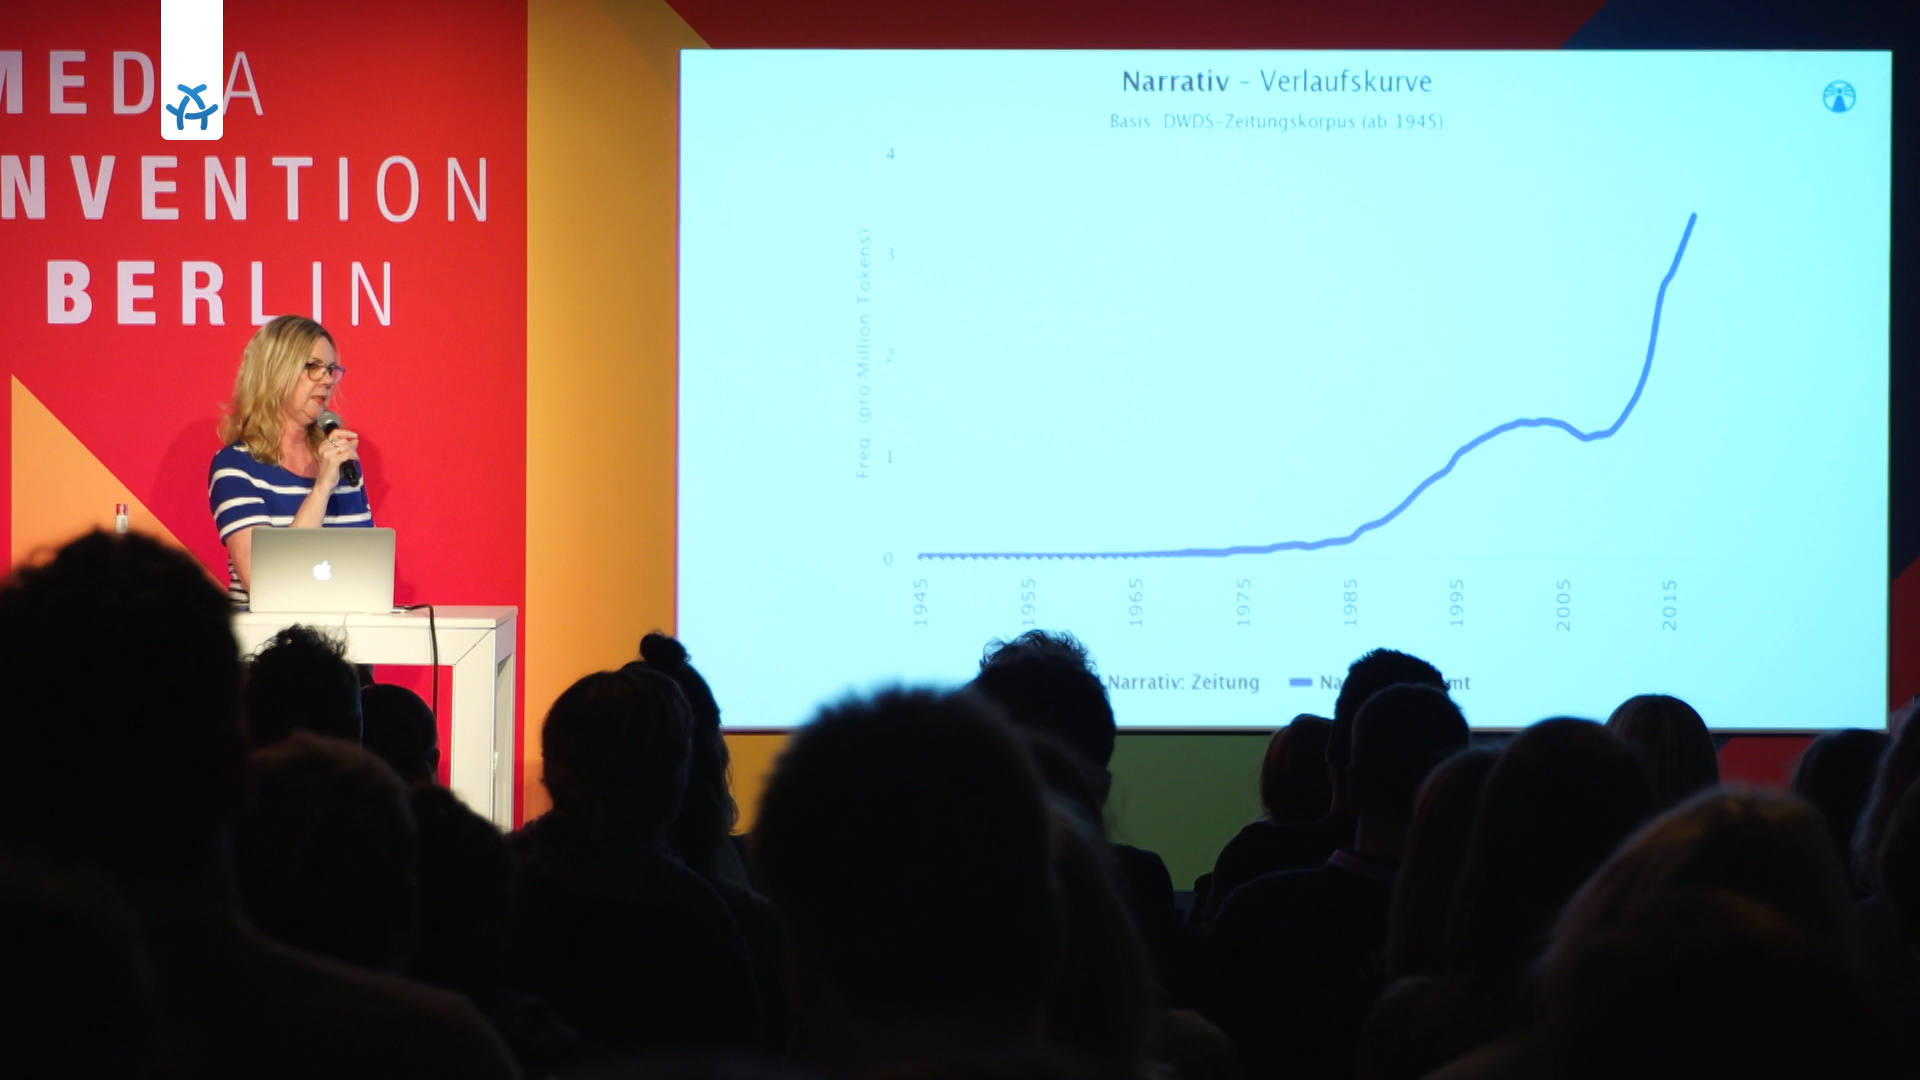 MEDIA
NVENTION
BERLIN
Narrativ – Verlaufskurve
Basis: DWDS-Zeitungskorpus (ab 1945)
Freq. (pro Million Tokens)
4
3
2
1
0
1945 1955 1965 1975 1985 1995 2005 2015
Narrativ: Zeitung